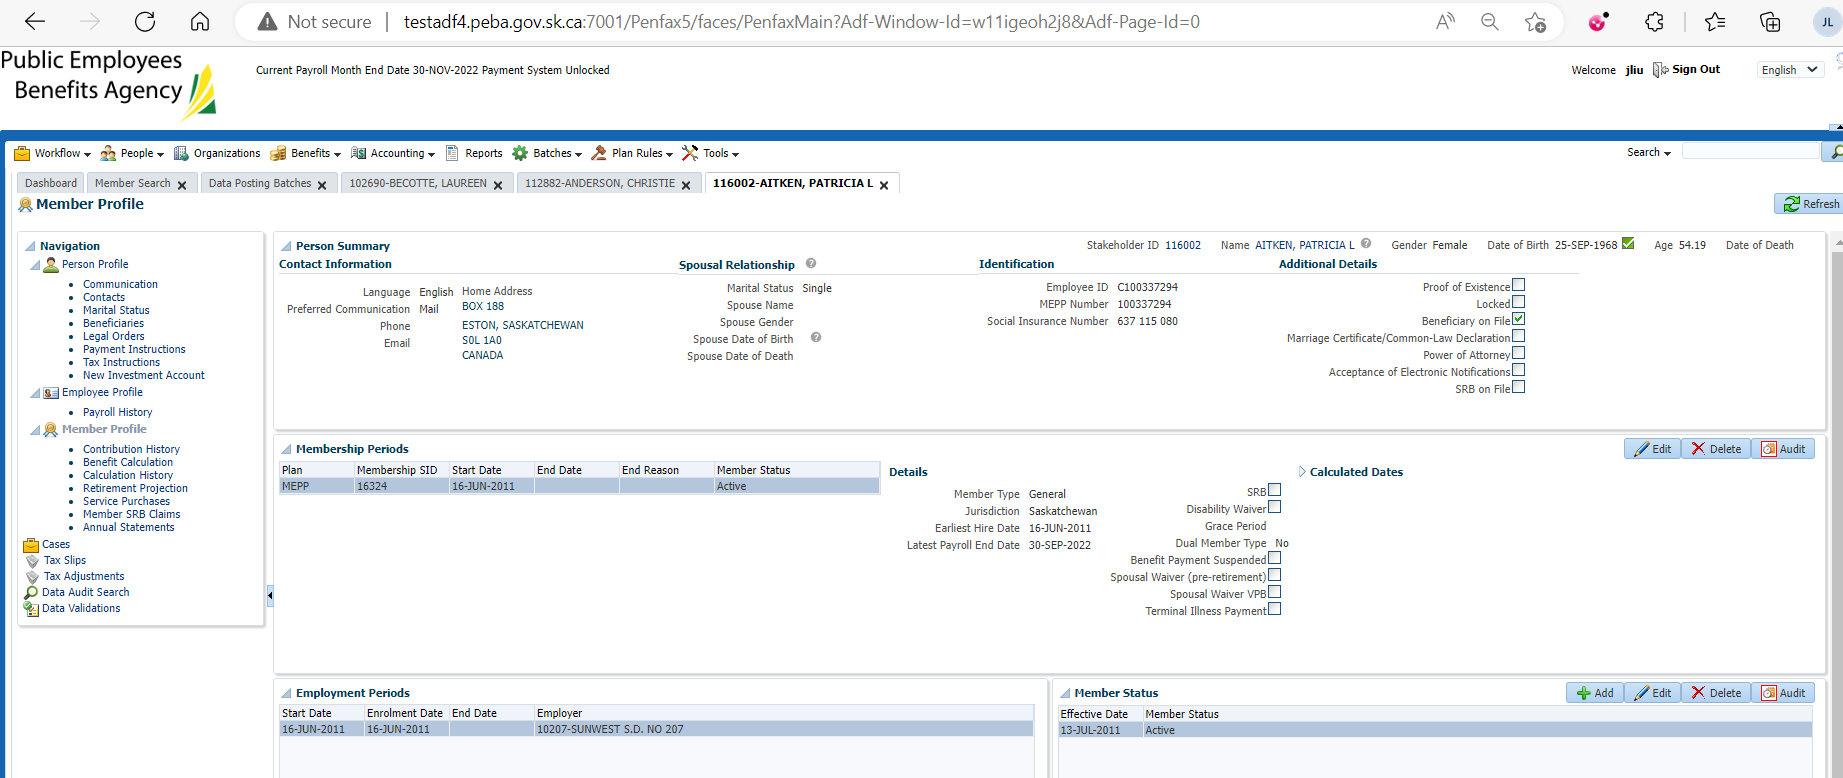 Not secure | testadf4.peba.gov.sk.ca:7001/Penfax5/faces/PenfaxMain?Adf-Window-Id=w11igeoh2j8&Adf-Page-Id=0
JL
Public Employees
Benefits Agency
Current Payroll Month End Date 30-NOV-2022 Payment System Unlocked
Welcome jliu Sign Out English
Workflow People Organizations Benefits Accounting Reports Batches Plan Rules Tools Search
Dashboard Member Search Data Posting Batches 102690-BECOTTE, LAUREEN 112882-ANDERSON, CHRISTIE 116002-AITKEN, PATRICIA L
Member Profile
Refresh
Navigation
Person Profile
Communication
Contacts
Marital Status
Beneficiaries
Legal Orders
Payment Instructions
Tax Instructions
New Investment Account
Employee Profile
Payroll History
Member Profile
Contribution History
Benefit Calculation
Calculation History
Retirement Projection
Service Purchases
Member SRB Claims
Annual Statements
Cases
Tax Slips
Tax Adjustments
Data Audit Search
Data Validations
Person Summary
Stakeholder ID 116002 Name AITKEN, PATRICIA L Gender Female Date of Birth 25-SEP-1968 Age 54.19 Date of Death
Contact Information
Language English
Preferred Communication Mail
Phone
Email
Home Address
BOX 188
ESTON, SASKATCHEWAN
S0L 1A0
CANADA
Spousal Relationship
Marital Status Single
Spouse Name
Spouse Gender
Spouse Date of Birth
Spouse Date of Death
Identification
Employee ID C100337294
MEPP Number 100337294
Social Insurance Number 637 115 080
Additional Details
Proof of Existence
Locked
Beneficiary on File
Marriage Certificate/Common-Law Declaration
Power of Attorney
Acceptance of Electronic Notifications
SRB on File
Membership Periods
Edit Delete Audit
Plan Membership SID Start Date End Date End Reason Member Status
MEPP 16324 16-JUN-2011 Active
Details
Member Type General
Jurisdiction Saskatchewan
Earliest Hire Date 16-JUN-2011
Latest Payroll End Date 30-SEP-2022
SRB
Disability Waiver
Grace Period
Dual Member Type No
Benefit Payment Suspended
Spousal Waiver (pre-retirement)
Spousal Waiver VPB
Terminal Illness Payment
Calculated Dates
Employment Periods
Start Date Enrolment Date End Date Employer
16-JUN-2011 16-JUN-2011 10207-SUNWEST S.D. NO 207
Member Status
Add Edit Delete Audit
Effective Date Member Status
13-JUL-2011 Active